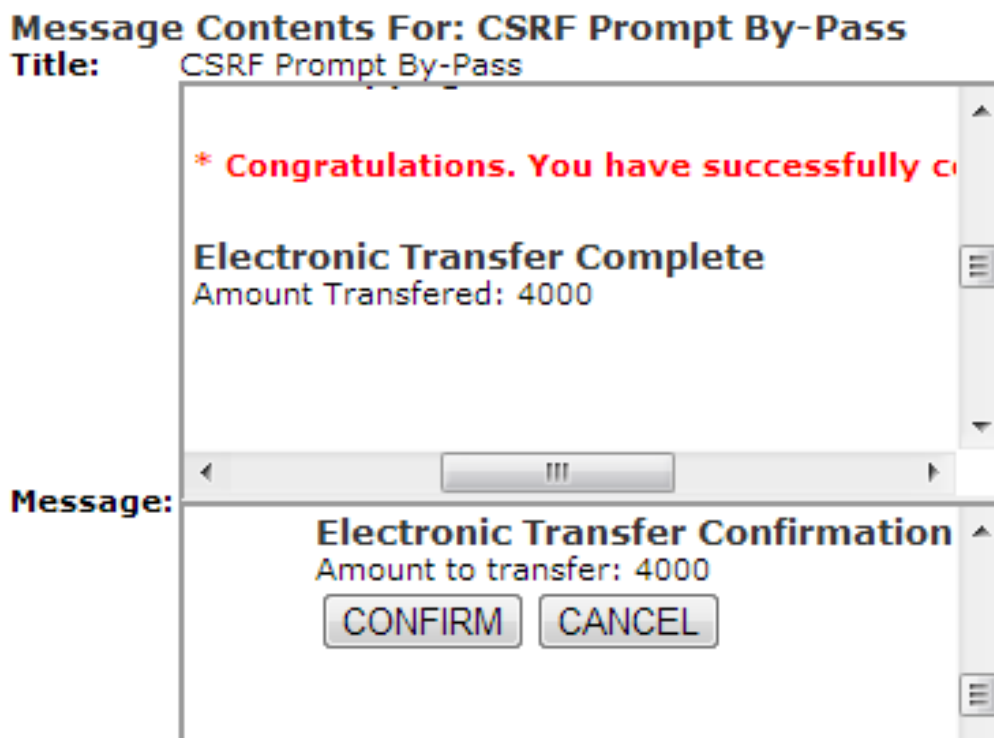 Message Contents For: CSRF Prompt By-Pass
Title: CSRF Prompt By-Pass
* Congratulations. You have successfully
Electronic Transfer Complete
Amount Transfered: 4000
Message:
Electronic Transfer Confirmation
Amount to transfer: 4000
CONFIRM CANCEL